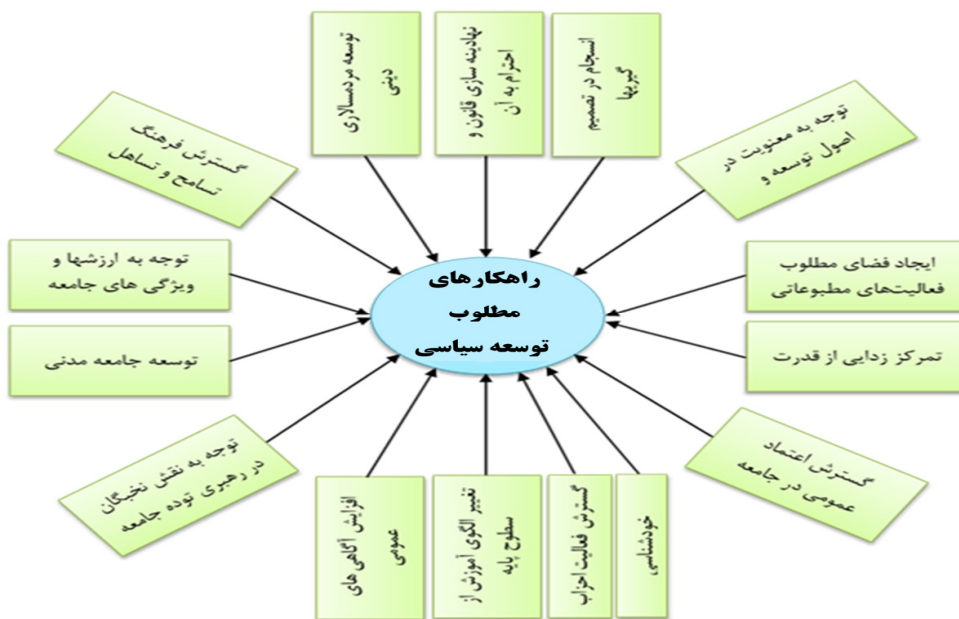 راهکارهای
مطلوب
توسعه سیاسی
توسعه مردمسالاری
دینی
نهادینه سازی قانون و
احترام به آن
انسجام در تصمیم
گیریها
توجه به معنویت در
اصول توسعه و
ایجاد فضای مطلوب
فعالیت‌های مطبوعاتی
تمرکز زدایی از قدرت
گسترش اعتماد
عمومی در جامعه
خودشناسی
گسترش فعالیت احزاب
تغییر الگوی آموزش از
سطوح پایه
افزایش آگاهی های
عمومی
توجه به نقش نخبگان
در رهبری توده جامعه
توسعه جامعه مدنی
توجه به ارزشها و
ویژگی های جامعه
گسترش فرهنگ
تسامح و تساهل